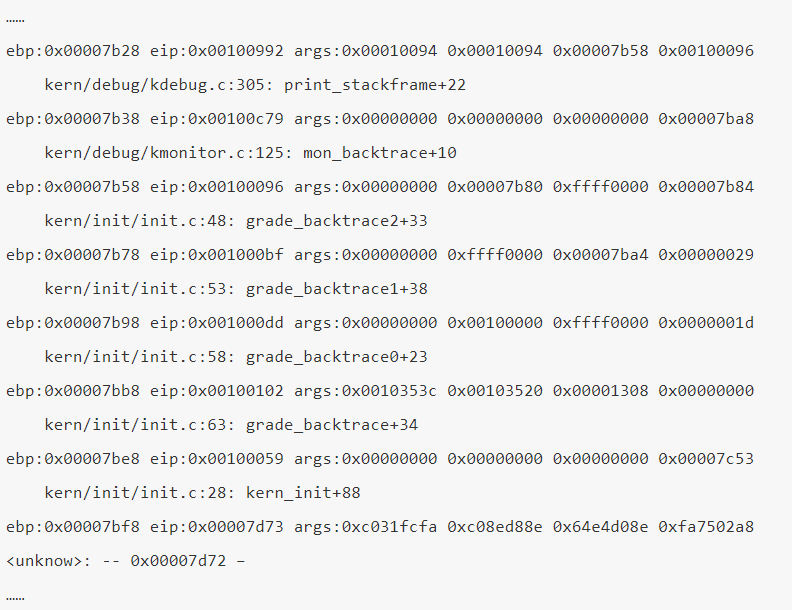 ……
ebp:0x00007b28 eip:0x00100992 args:0x00010094 0x00010094 0x00007b58 0x00100096
kern/debug/kdebug.c:305: print_stackframe+22
ebp:0x00007b38 eip:0x00100c79 args:0x00000000 0x00000000 0x00000000 0x00007ba8
kern/debug/kmonitor.c:125: mon_backtrace+10
ebp:0x00007b58 eip:0x00100096 args:0x00000000 0x00007b80 0xffff0000 0x00007b84
kern/init/init.c:48: grade_backtrace2+33
ebp:0x00007b78 eip:0x001000bf args:0x00000000 0xffff0000 0x00007ba4 0x00000029
kern/init/init.c:53: grade_backtrace1+38
ebp:0x00007b98 eip:0x001000dd args:0x00000000 0x00100000 0xffff0000 0x0000001d
kern/init/init.c:58: grade_backtrace0+23
ebp:0x00007bb8 eip:0x00100102 args:0x0010353c 0x00103520 0x00001308 0x00000000
kern/init/init.c:63: grade_backtrace+34
ebp:0x00007be8 eip:0x00100059 args:0x00000000 0x00000000 0x00000000 0x00007c53
kern/init/init.c:28: kern_init+88
ebp:0x00007bf8 eip:0x00007d73 args:0xc031fcfa 0xc08ed88e 0x64e4d08e 0xfa7502a8
<unknow>: -- 0x00007d72 –
……